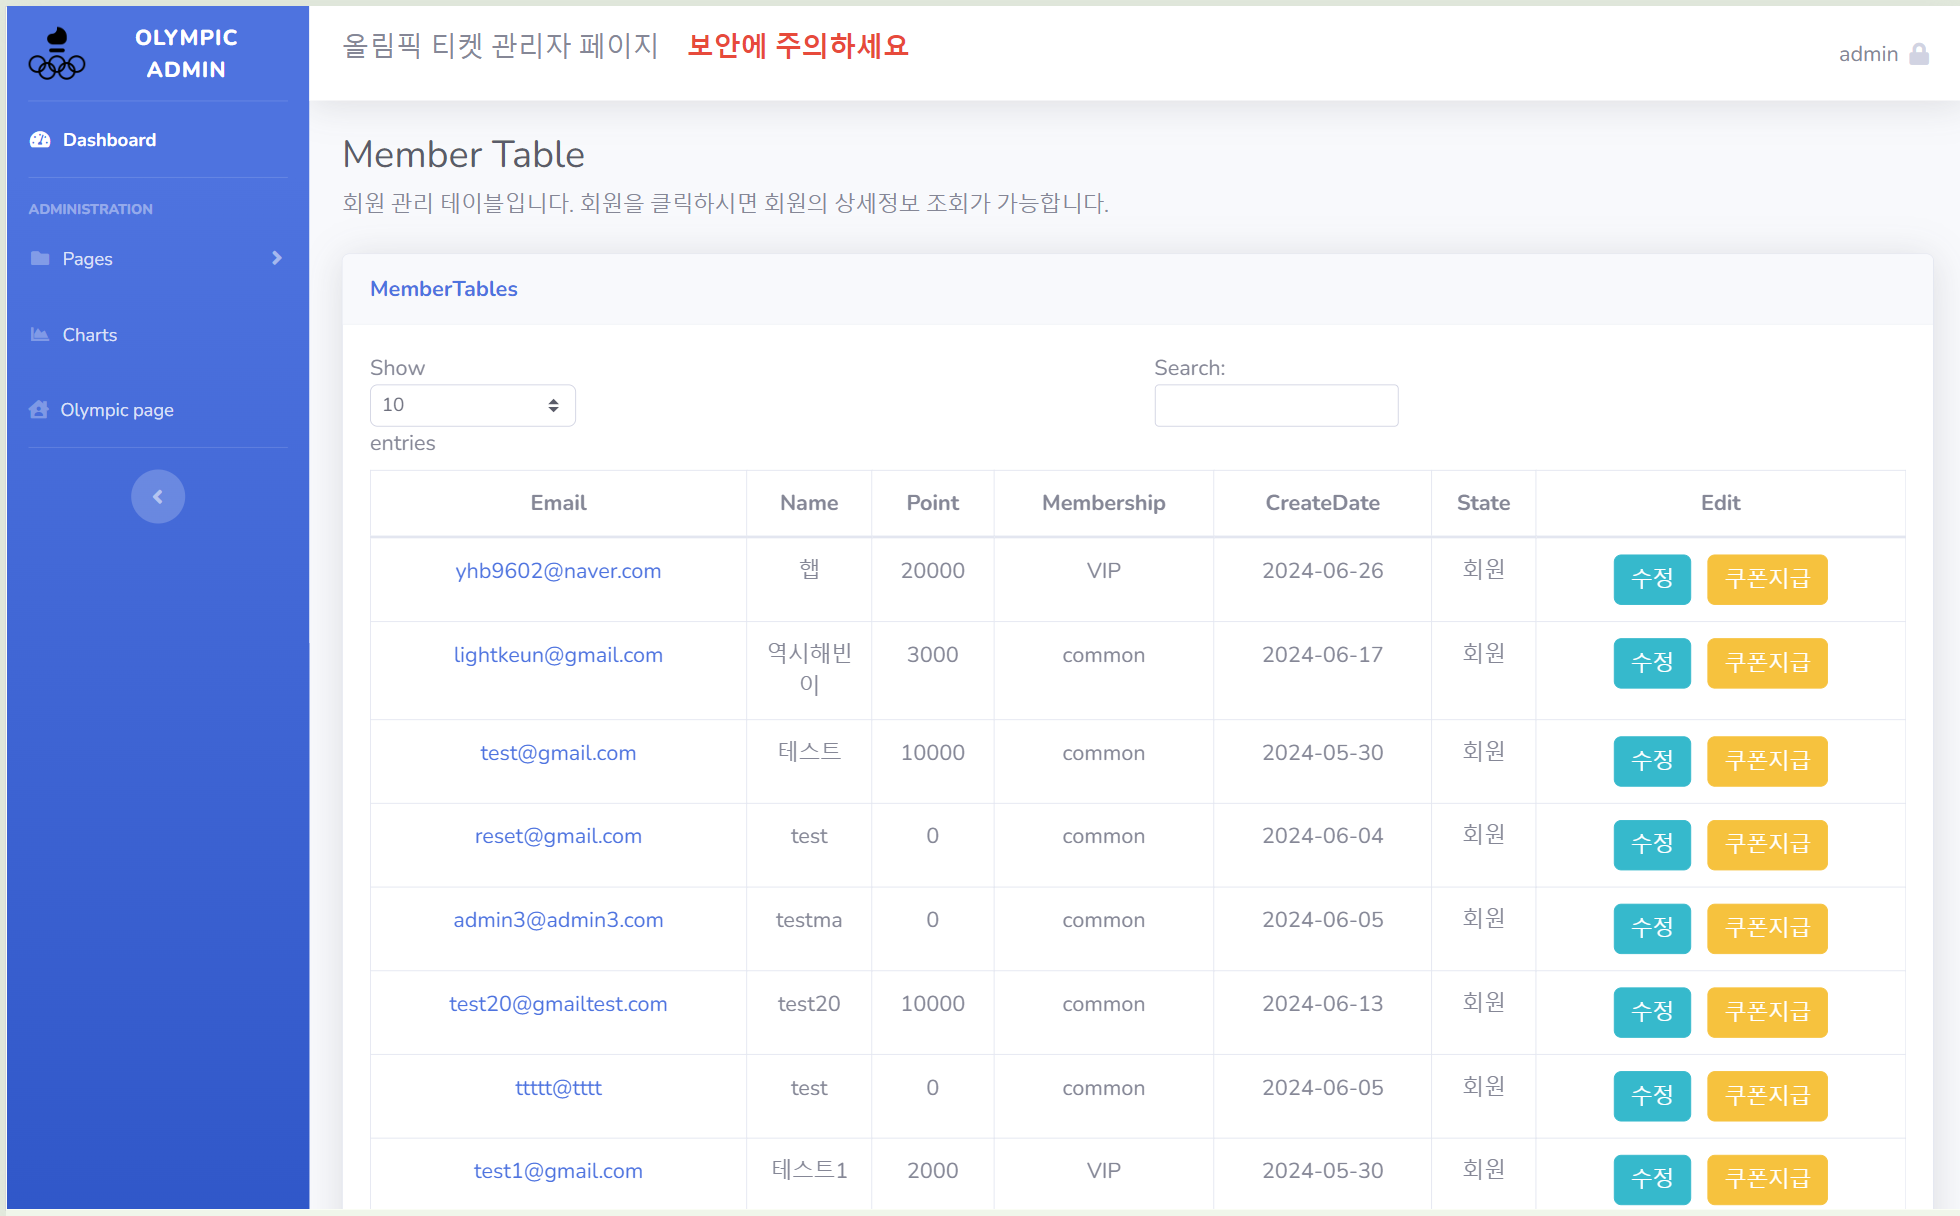 OLYMPIC
ADMIN
Dashboard
ADMINISTRATION
Pages
Charts
Olympic page
올림픽 티켓 관리자 페이지 보안에 주의하세요
admin
Member Table
회원 관리 테이블입니다. 회원을 클릭하시면 회원의 상세정보 조회가 가능합니다.
MemberTables
Show
10
entries
Search:
Email Name Point Membership CreateDate State Edit
yhb9602@naver.com 햅 20000 VIP 2024-06-26 회원 수정 쿠폰지급
lightkeun@gmail.com 역시해빈 3000 common 2024-06-17 회원 수정 쿠폰지급
이
test@gmail.com 테스트 10000 common 2024-05-30 회원 수정 쿠폰지급
reset@gmail.com test 0 common 2024-06-04 회원 수정 쿠폰지급
admin3@admin3.com testma 0 common 2024-06-05 회원 수정 쿠폰지급
test20@gmailtest.com test20 10000 common 2024-06-13 회원 수정 쿠폰지급
ttttt@tttt test 0 common 2024-06-05 회원 수정 쿠폰지급
test1@gmail.com 테스트1 2000 VIP 2024-05-30 회원 수정 쿠폰지급